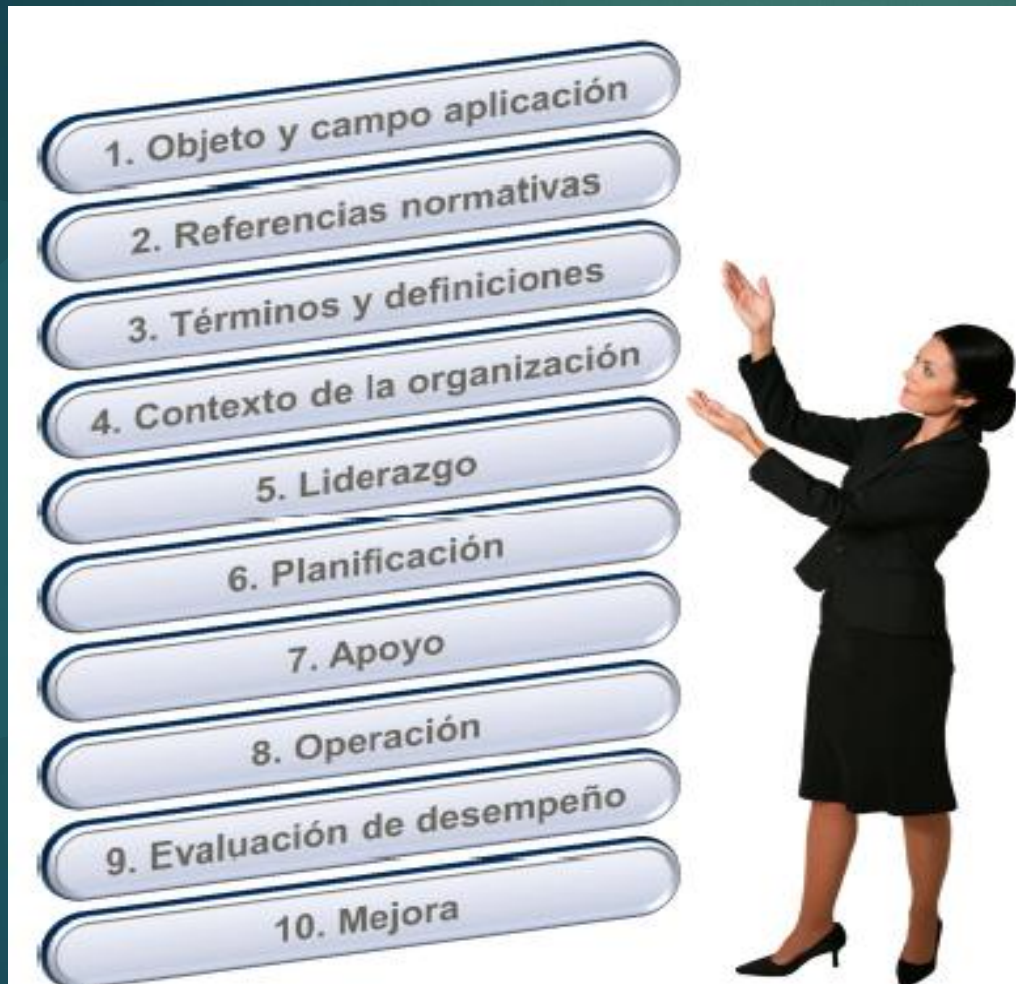 1. Objeto y campo aplicación
2. Referencias normativas
3. Términos y definiciones
4. Contexto de la organización
5. Liderazgo
6. Planificación
7. Apoyo
8. Operación
9. Evaluación de desempeño
10. Mejora